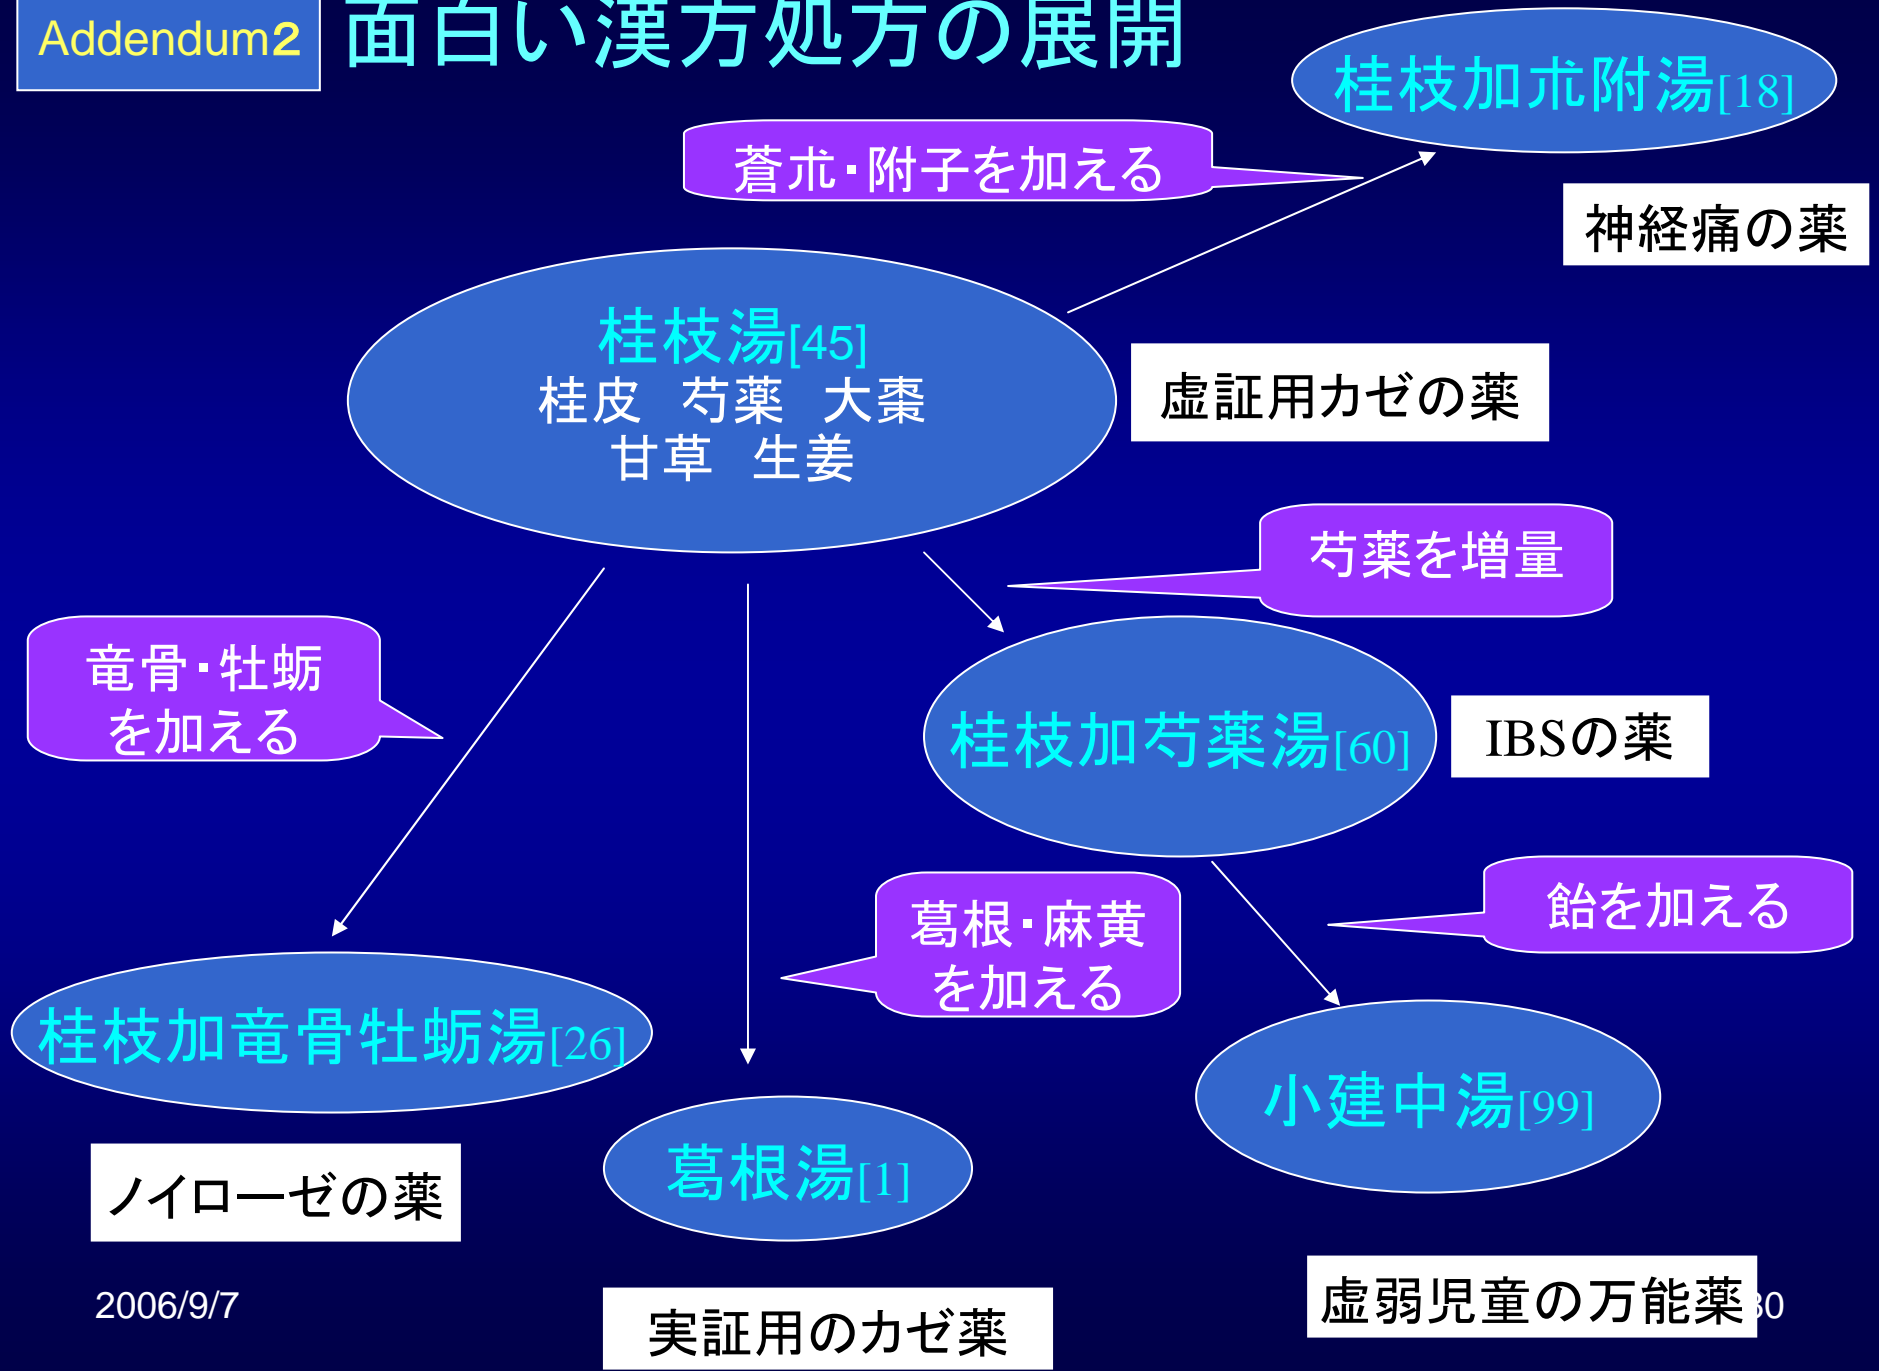 Addendum2
面白い漢方処方の展開
桂枝加朮附湯[18]
蒼朮・附子を加える
神経痛の薬
桂枝湯[45]
桂皮　芍薬　大棗
甘草　生姜
虚証用カゼの薬
芍薬を増量
竜骨・牡蛎
を加える
桂枝加芍薬湯[60]
IBSの薬
葛根・麻黄
を加える
飴を加える
桂枝加竜骨牡蛎湯[26]
小建中湯[99]
葛根湯[1]
ノイローゼの薬
虚弱児童の万能薬
2006/9/7
実証用のカゼ薬